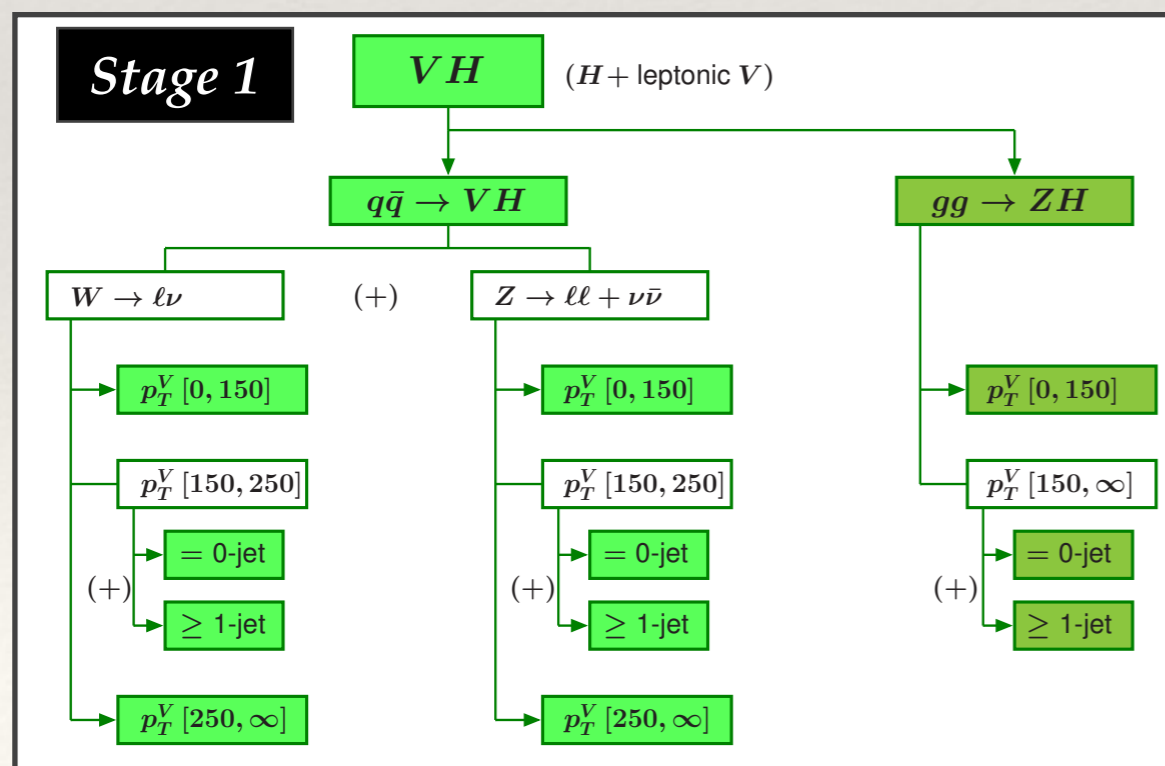 Stage 1
VH (H + leptonic V)
qq̄ → VH gg → ZH
W → ℓν (+) Z → ℓℓ + νν̄
p_T^V [0, 150] p_T^V [0, 150] p_T^V [0, 150]
p_T^V [150, 250] p_T^V [150, 250] p_T^V [150, ∞]
= 0-jet = 0-jet = 0-jet
(+) (+) (+)
≥ 1-jet ≥ 1-jet ≥ 1-jet
p_T^V [250, ∞] p_T^V [250, ∞]